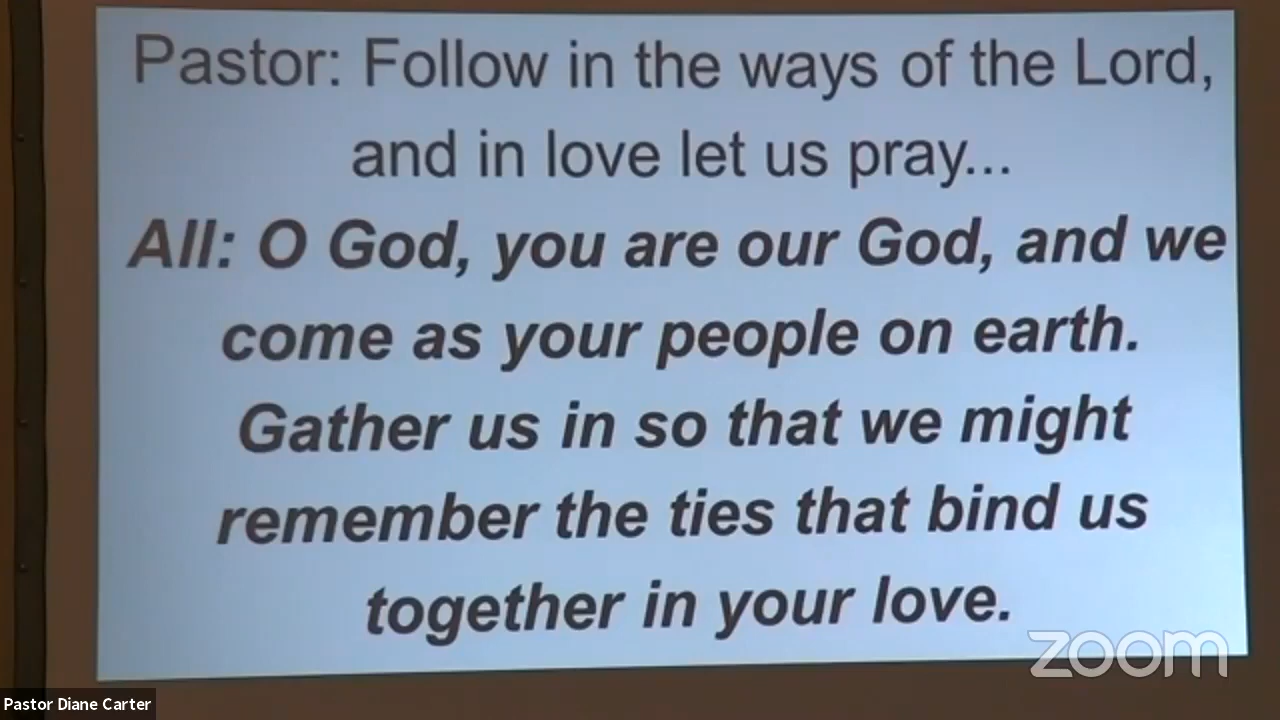 Pastor: Follow in the ways of the Lord,
and in love let us pray...
All: O God, you are our God, and we
come as your people on earth.
Gather us in so that we might
remember the ties that bind us
together in your love.
zoom
Pastor Diane Carter